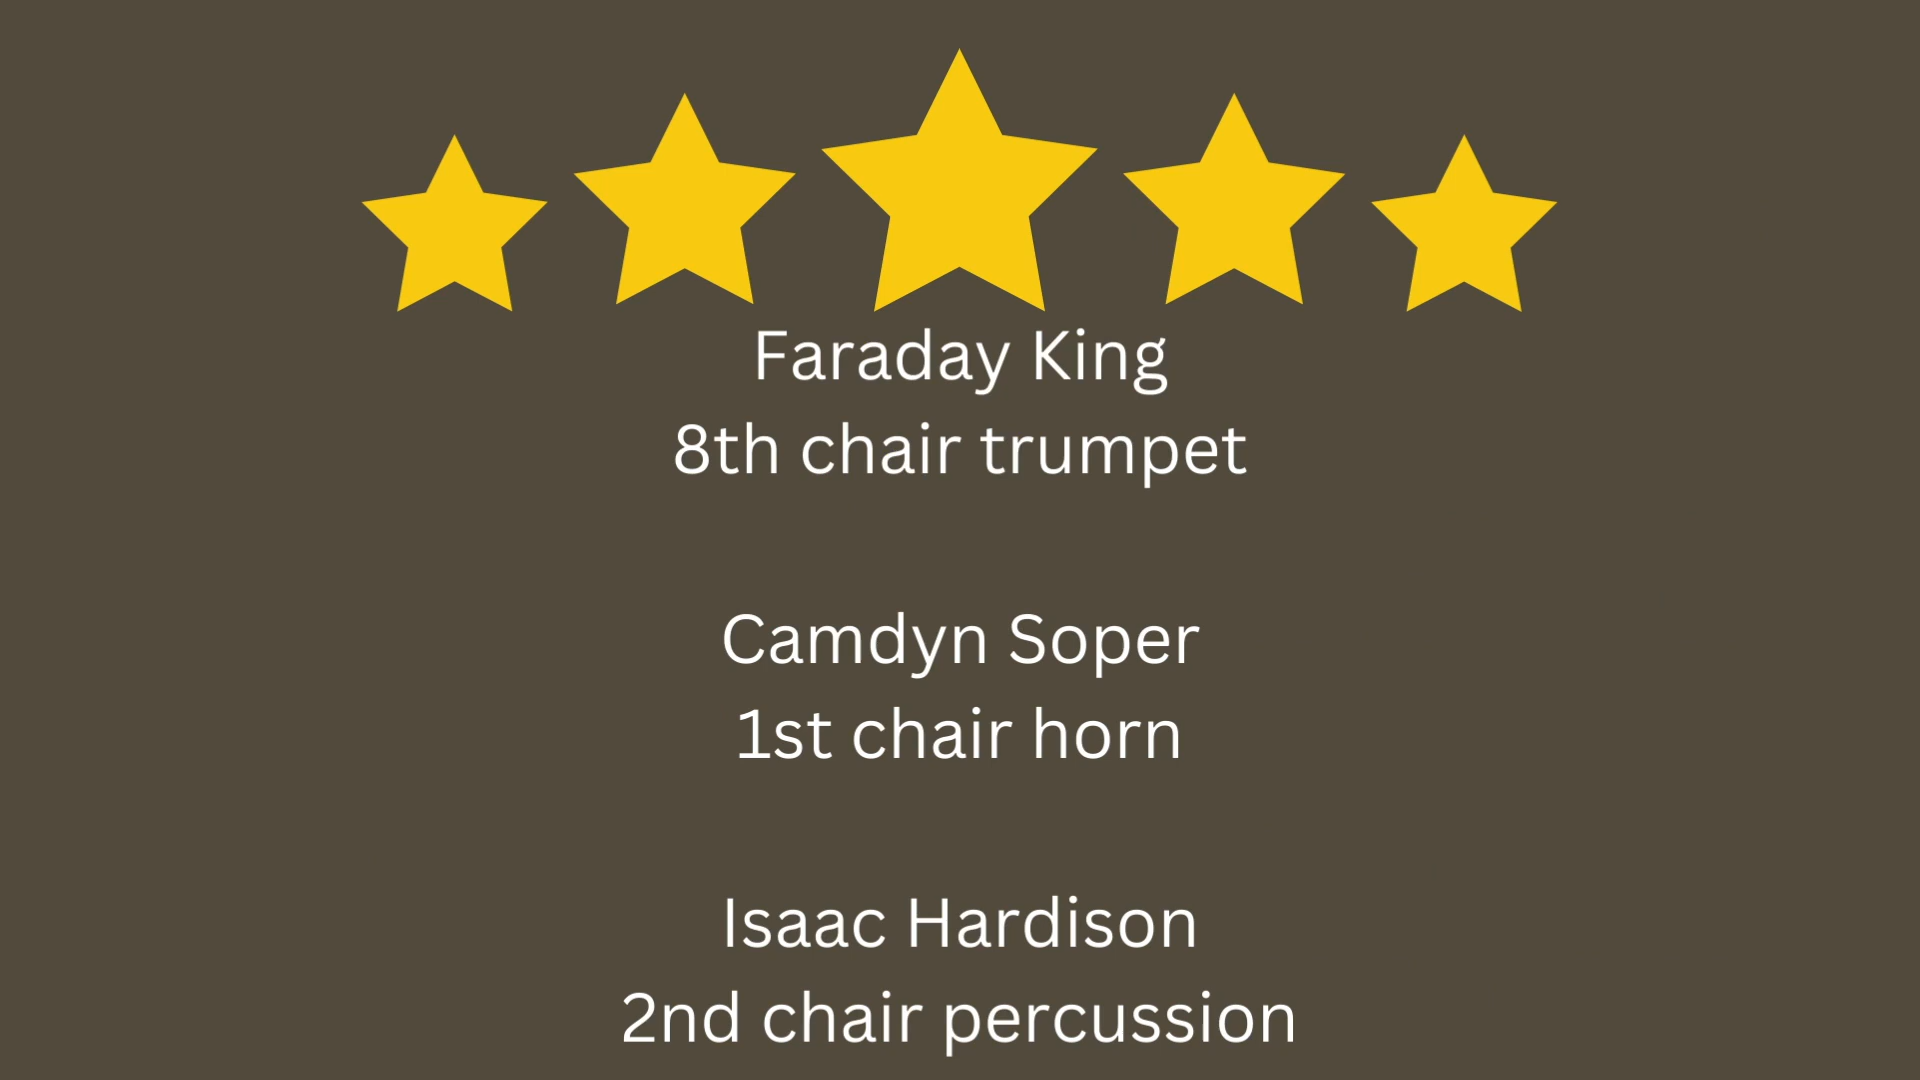 Faraday King
8th chair trumpet
Camdyn Soper
1st chair horn
Isaac Hardison
2nd chair percussion